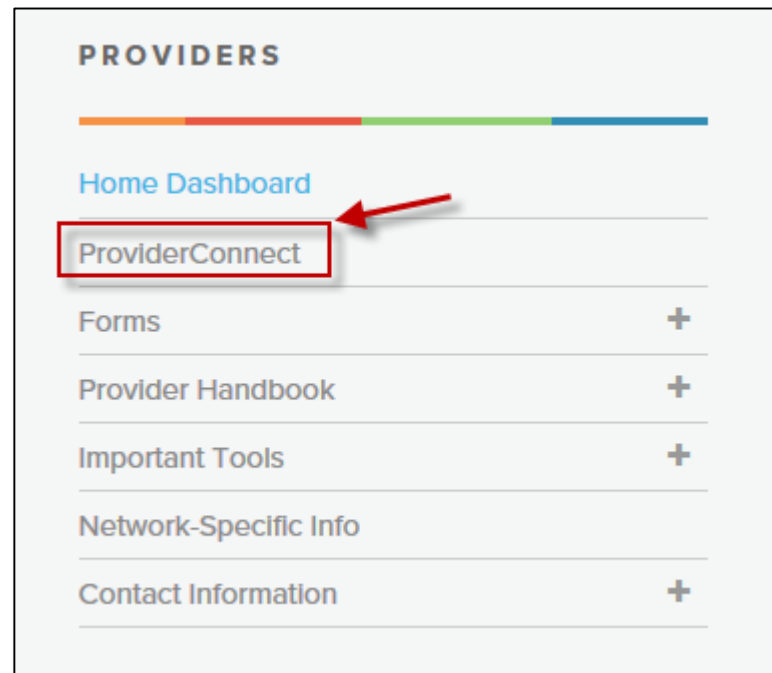 PROVIDERS
Home Dashboard
ProviderConnect
Forms +
Provider Handbook +
Important Tools +
Network-Specific Info
Contact Information +